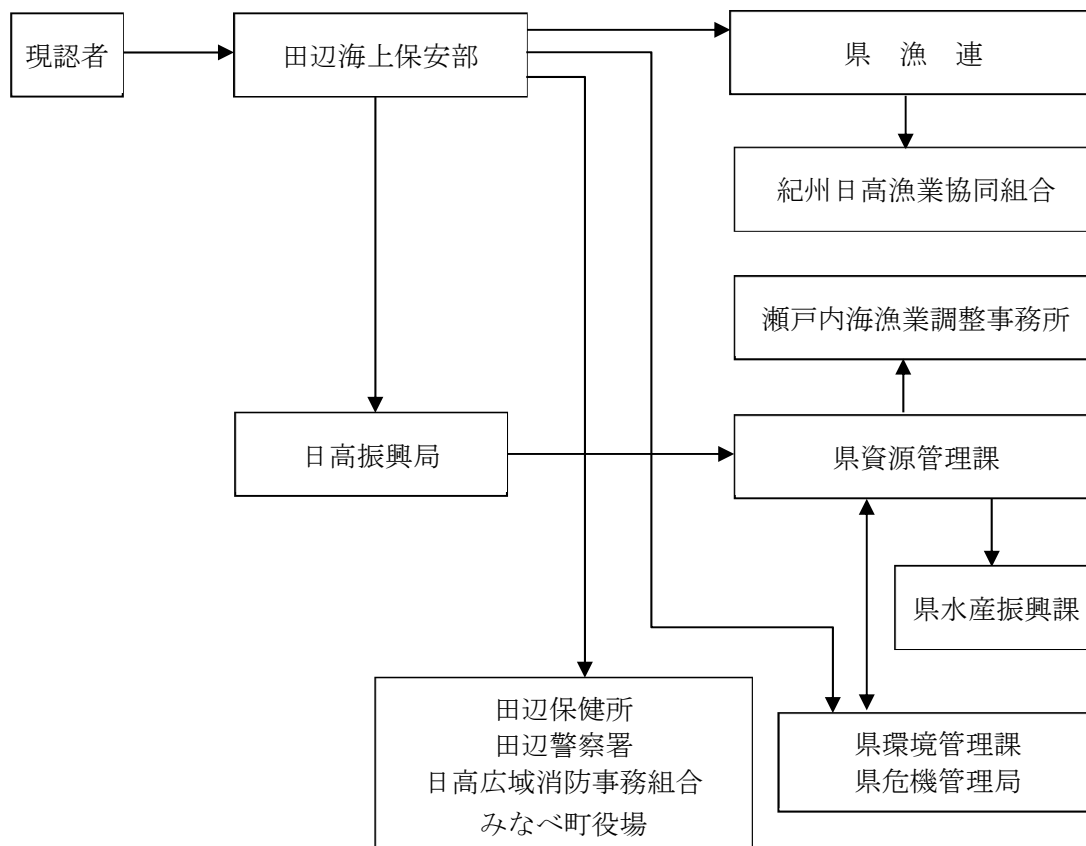 現認者
田辺海上保安部
県　漁　連
紀州日高漁業協同組合
瀬戸内海漁業調整事務所
日高振興局
県資源管理課
県水産振興課
田辺保健所
田辺警察署
日高広域消防事務組合
みなべ町役場
県環境管理課
県危機管理局